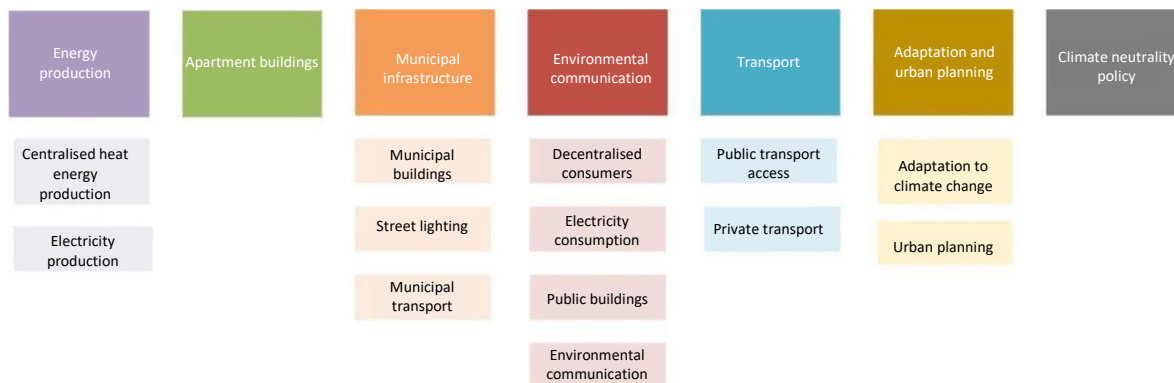 Energy
production
Apartment buildings
Municipal
infrastructure
Environmental
communication
Transport
Adaptation and
urban planning
Climate neutrality
policy
Centralised heat
energy
production
Electricity
production
Municipal
buildings
Street lighting
Municipal
transport
Decentralised
consumers
Electricity
consumption
Public buildings
Environmental
communication
Public transport
access
Private transport
Adaptation to
climate change
Urban planning